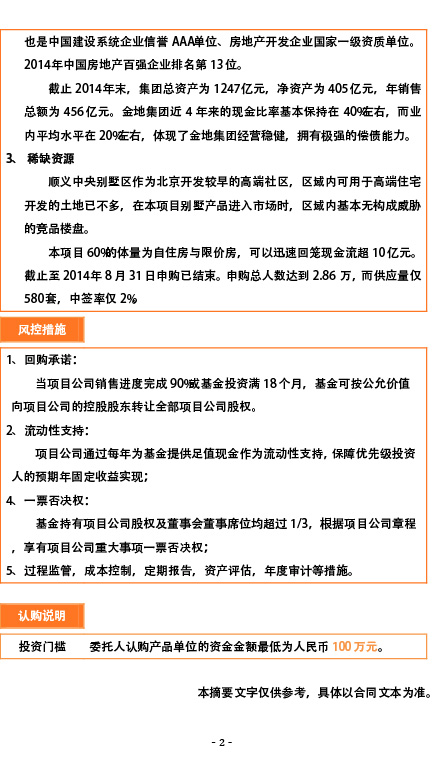 也是中国建设系统企业信誉 AAA单位、房地产开发企业国家一级资质单位。
2014年中国房地产百强企业排名第 13 位。
截止 2014年末，集团总资产为 1247亿元，净资产为 405 亿元，年销售
总额为 456 亿元。金地集团近 4 年来的现金比率基本保持在 40%左右，而业
内平均水平在 20%左右，体现了金地集团经营稳健，拥有极强的偿债能力。
3、 稀缺资源
顺义中央别墅区作为北京开发较早的高端社区，区域内可用于高端住宅
开发的土地已不多，在本项目别墅产品进入市场时，区域内基本无构成威胁
的竞品楼盘。
本项目 60%的体量为自住房与限价房，可以迅速回笼现金流超 10 亿元。
截止至 2014年 8 月 31 日申购已结束。申购总人数达到 2.86 万，而供应量仅
580套，中签率仅 2%。
风控措施
1、回购承诺：
当项目公司销售进度完成 90%或基金投资满 18 个月，基金可按公允价值
向项目公司的控股股东转让全部项目公司股权。
2、流动性支持：
项目公司通过每年为基金提供足值现金作为流动性支持，保障优先级投资
人的预期年固定收益实现；
4、一票否决权：
基金持有项目公司股权及董事会董事席位均超过 1/3，根据项目公司章程
，享有项目公司重大事项一票否决权；
5、过程监管，成本控制，定期报告，资产评估，年度审计等措施。
认购说明
投资门槛 委托人认购产品单位的资金金额最低为人民币 100 万元。
本摘要文字仅供参考，具体以合同文本为准。
- 2 -